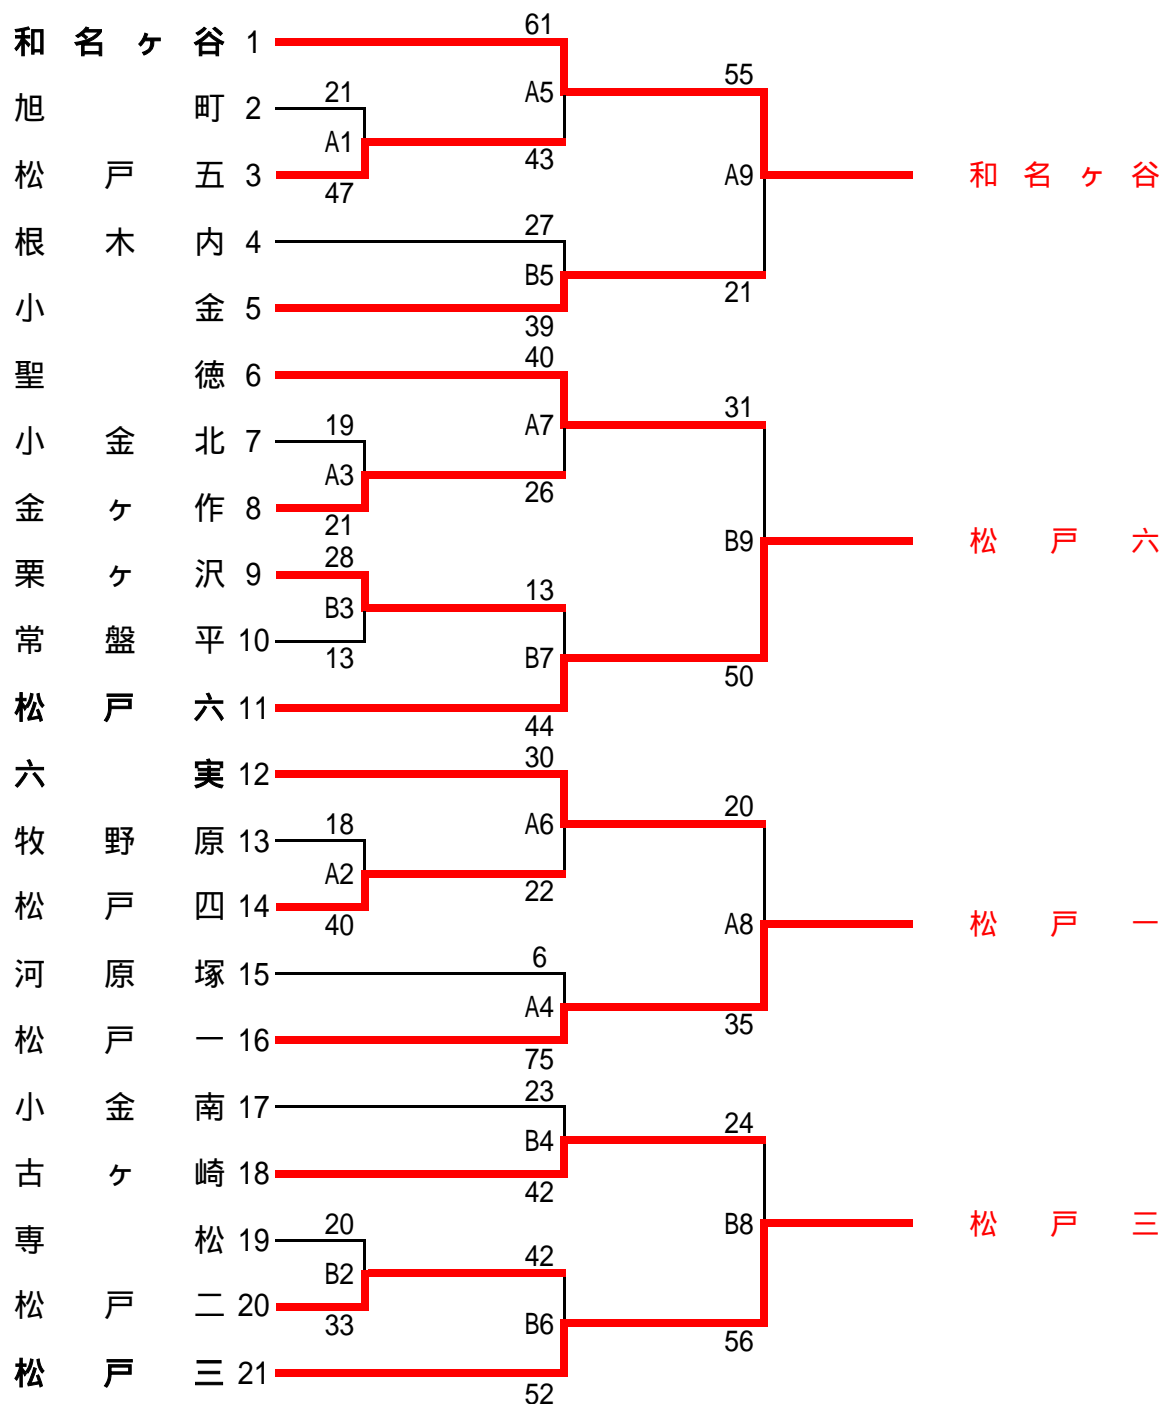 61
和名ヶ谷 1
55
A5
21
旭町 2
A1
43
松戸五 3
A9
和名ヶ谷
47
27
根木内 4
B5
21
小金 5
39
40
聖徳 6
31
19
A7
小金北 7
A3
26
金ヶ作 8
21
B9
松戸六
28
栗ヶ沢 9
13
B3
常盤平 10
13
B7
50
松戸六 11
44
30
六実 12
20
18
A6
牧野原 13
A2
22
松戸四 14
40
A8
松戸一
6
河原塚 15
A4
35
松戸一 16
75
23
小金南 17
24
B4
古ヶ崎 18
42
20
B8
松戸三
専松 19
42
B2
松戸二 20
33
B6
56
松戸三 21
52